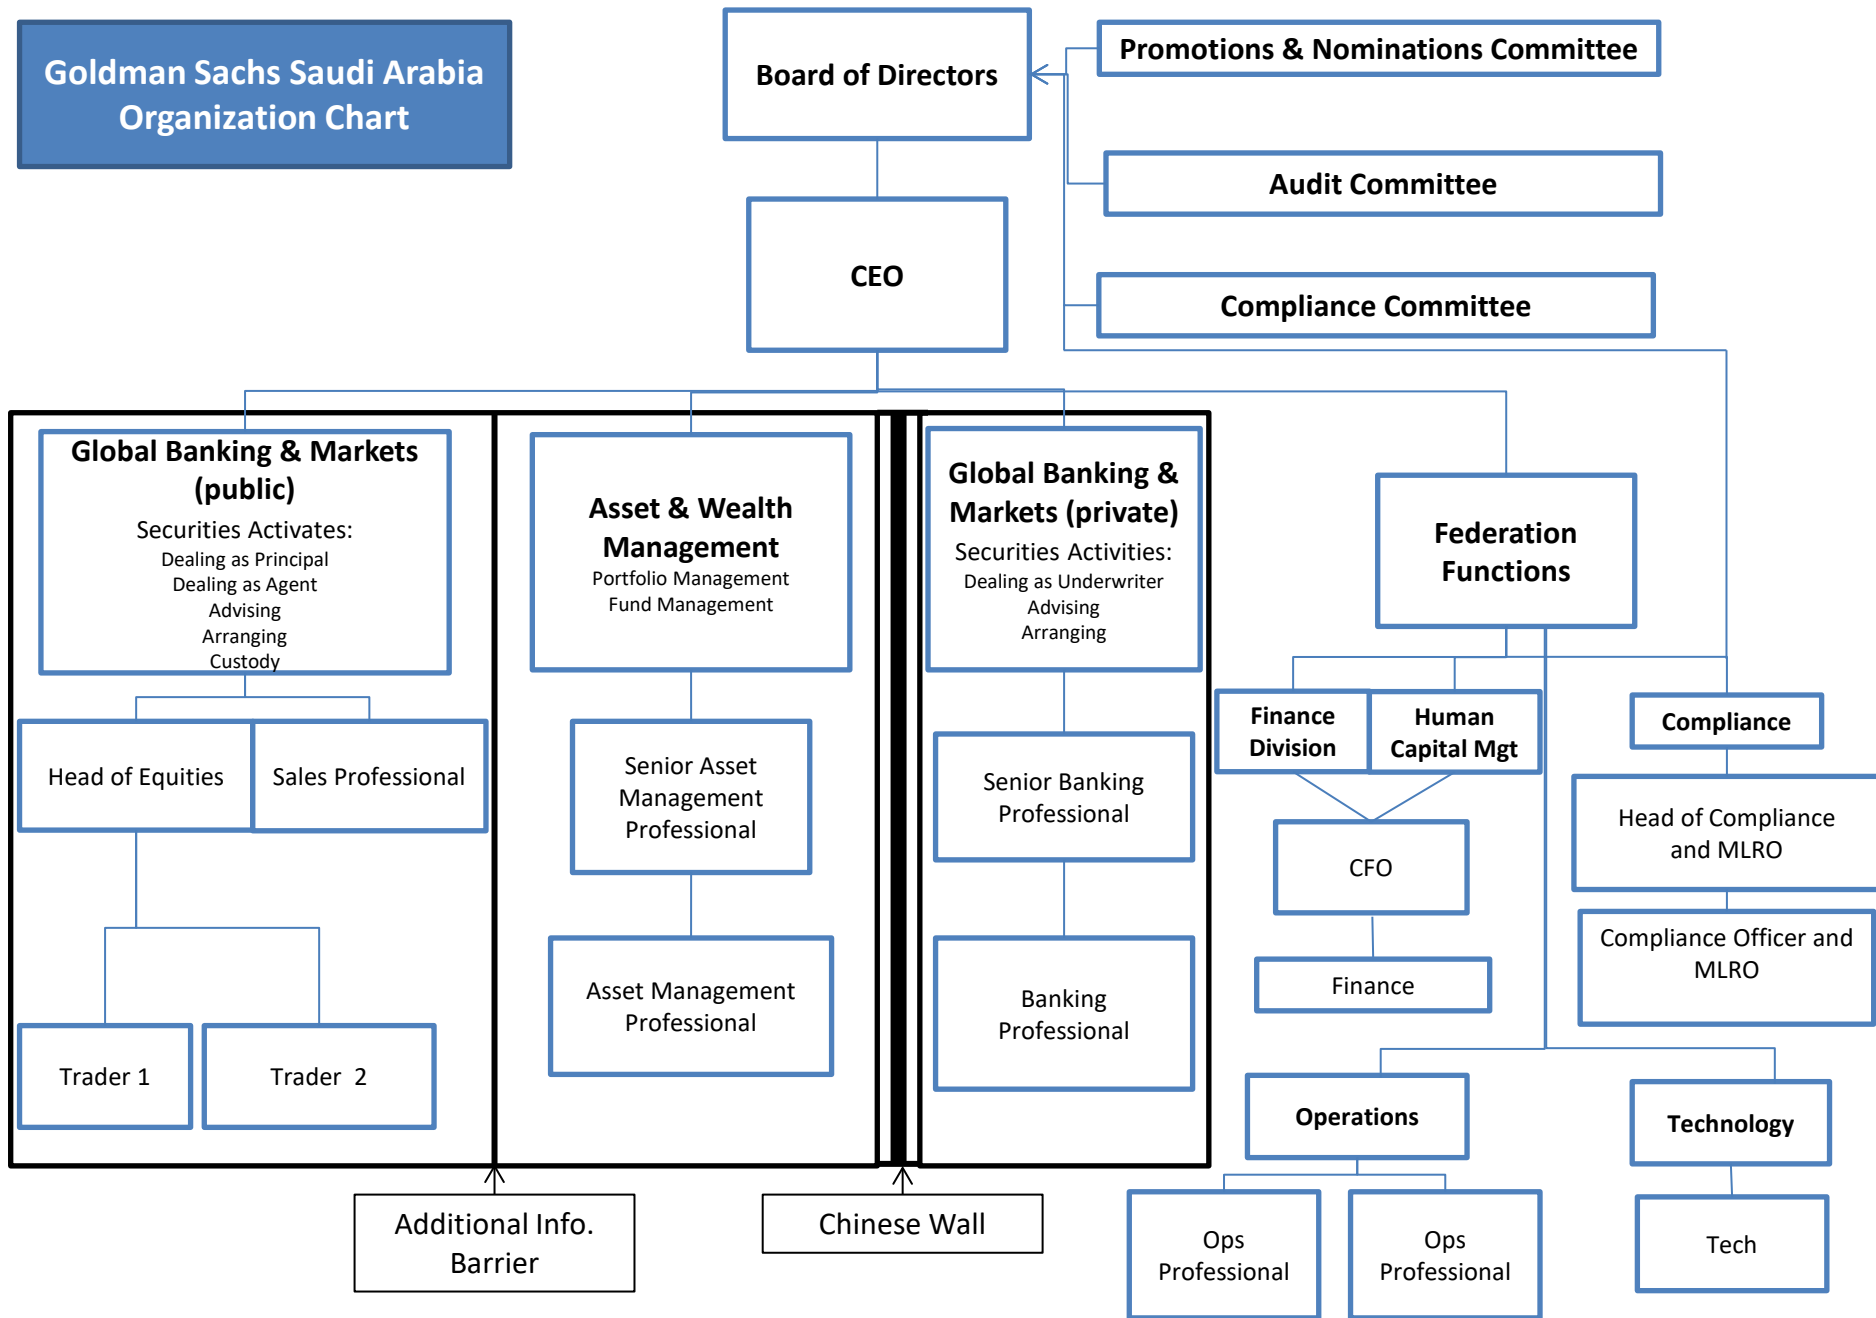 Goldman Sachs Saudi Arabia
Organization Chart
Board of Directors
Promotions & Nominations Committee
Audit Committee
Compliance Committee
CEO
Global Banking & Markets
(public)
Securities Activates:
Dealing as Principal
Dealing as Agent
Advising
Arranging
Custody
Asset & Wealth
Management
Portfolio Management
Fund Management
Global Banking &
Markets (private)
Securities Activities:
Dealing as Underwriter
Advising
Arranging
Federation
Functions
Head of Equities
Sales Professional
Senior Asset
Management
Professional
Senior Banking
Professional
Finance
Division
Human
Capital Mgt
Compliance
CFO
Head of Compliance
and MLRO
Finance
Compliance Officer and
MLRO
Trader 1
Trader 2
Asset Management
Professional
Banking
Professional
Operations
Technology
Ops
Professional
Ops
Professional
Tech
Additional Info.
Barrier
Chinese Wall